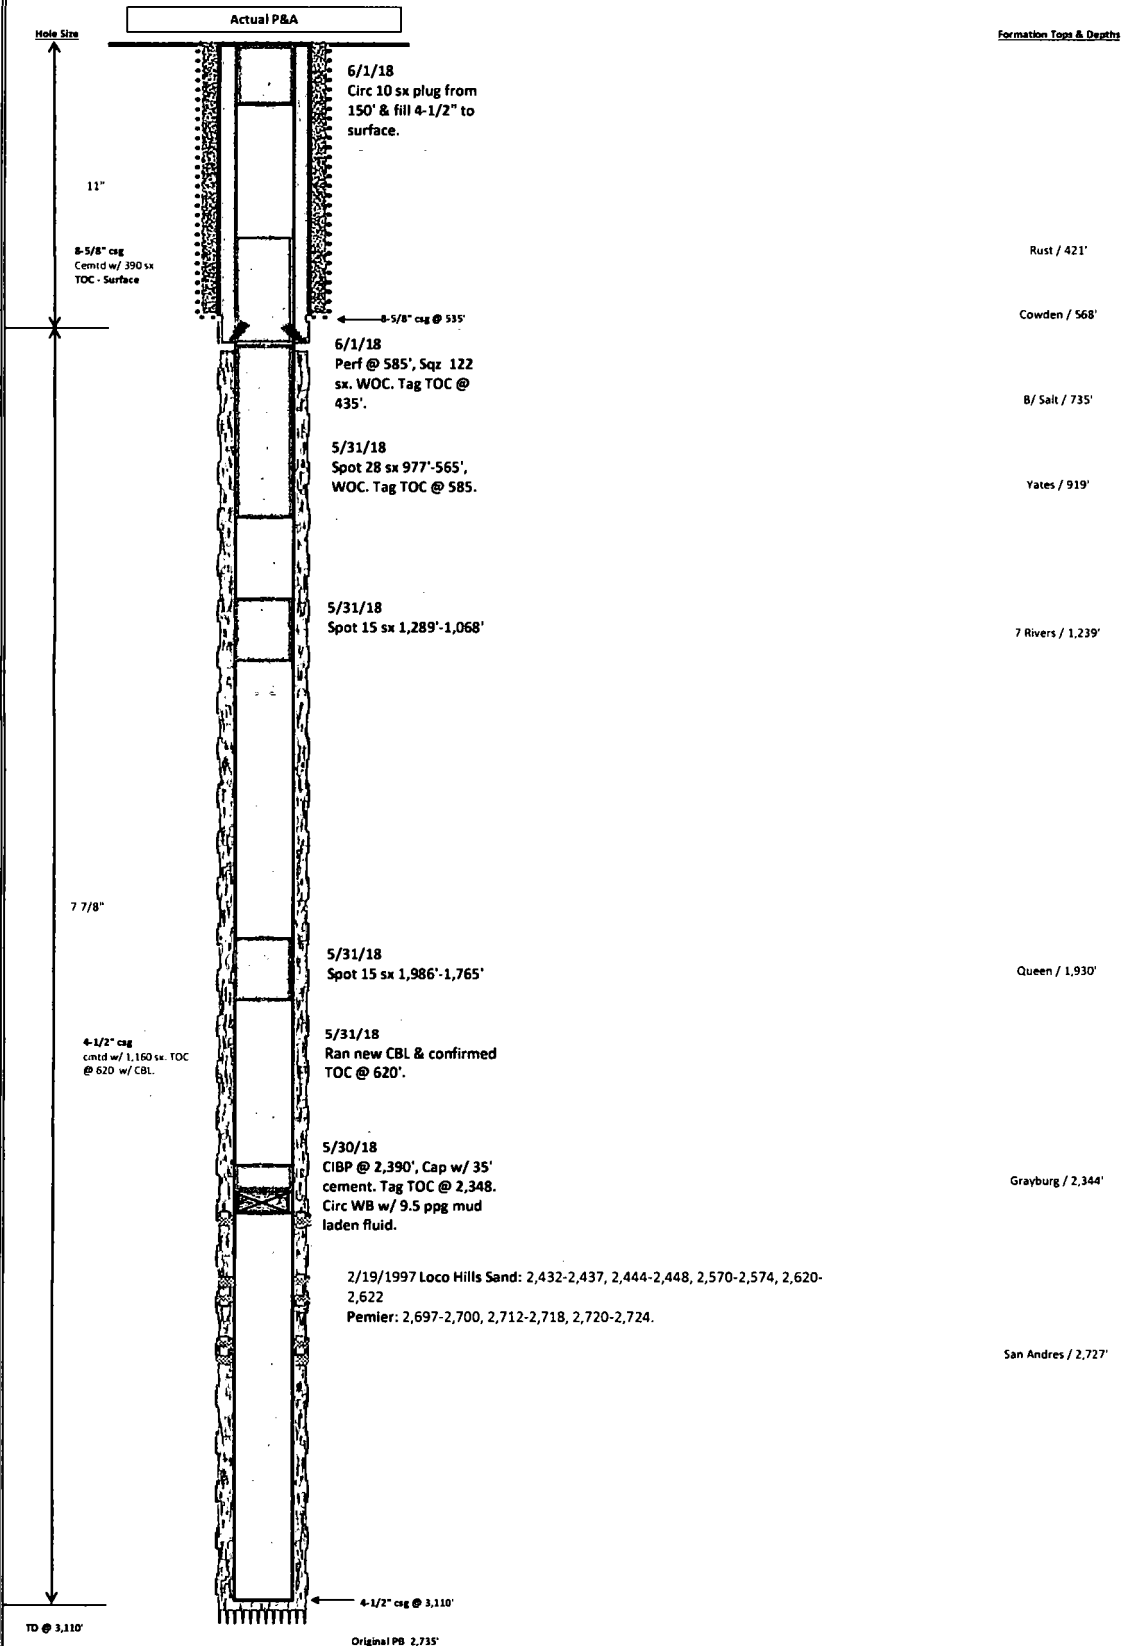 Actual P&A
Hole Size
Formation Tops & Depths
6/1/18
Circ 10 sx plug from
150' & fill 4-1/2" to
surface.
11"
8-5/8" csg
Cemtd w/ 390 sx
TOC - Surface
Rust / 421'
8-5/8" csg @ 535'
Cowden / 568'
6/1/18
Perf @ 585', Sqz 122
sx. WOC. Tag TOC @
435'.
B/ Salt / 735'
5/31/18
Spot 28 sx 977'-565',
WOC. Tag TOC @ 585.
Yates / 919'
5/31/18
Spot 15 sx 1,289'-1,068'
7 Rivers / 1,239'
7 7/8"
5/31/18
Spot 15 sx 1,986'-1,765'
Queen / 1,930'
4-1/2" csg
cmtd w/ 1,160 sx. TOC
@ 620 w/ CBL.
5/31/18
Ran new CBL & confirmed
TOC @ 620'.
5/30/18
CIBP @ 2,390', Cap w/ 35'
cement. Tag TOC @ 2,348.
Circ WB w/ 9.5 ppg mud
laden fluid.
Grayburg / 2,344'
2/19/1997 Loco Hills Sand: 2,432-2,437, 2,444-2,448, 2,570-2,574, 2,620-
2,622
Pemier: 2,697-2,700, 2,712-2,718, 2,720-2,724.
San Andres / 2,727'
4-1/2" csg @ 3,110'
TD @ 3,110'
Original PB 2,735'